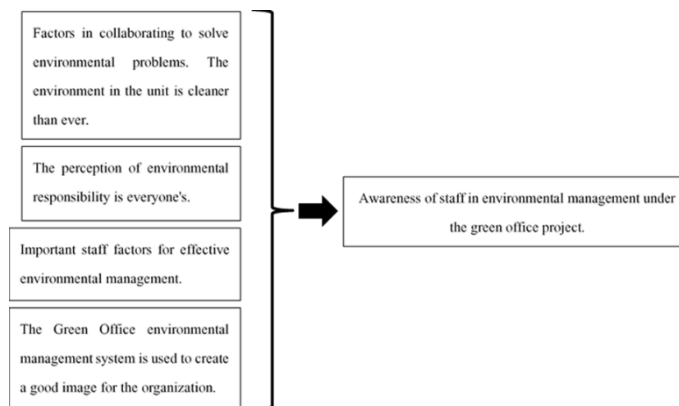 Factors in collaborating to solve
environmental problems. The
environment in the unit is cleaner
than ever.
The perception of environmental
responsibility is everyone's.
Important staff factors for effective
environmental management.
The Green Office environmental
management system is used to create
a good image for the organization.
Awareness of staff in environmental management under
the green office project.